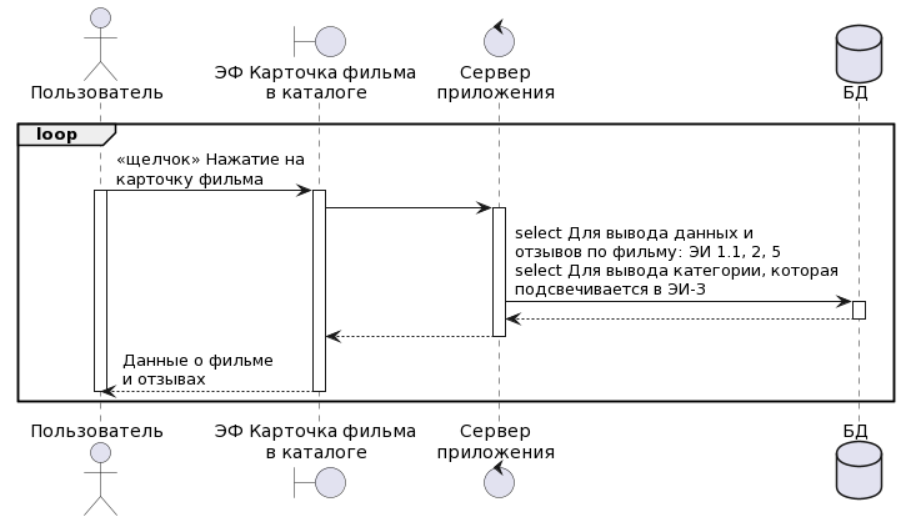 Пользователь
ЭФ Карточка фильма
в каталоге
Сервер
приложения
БД
loop
«щелчок» Нажатие на
карточку фильма
select Для вывода данных и
отзывов по фильму: ЭИ 1.1, 2, 5
select Для вывода категории, которая
подсвечивается в ЭИ-3
Данные о фильме
и отзывах
Пользователь
ЭФ Карточка фильма
в каталоге
Сервер
приложения
БД